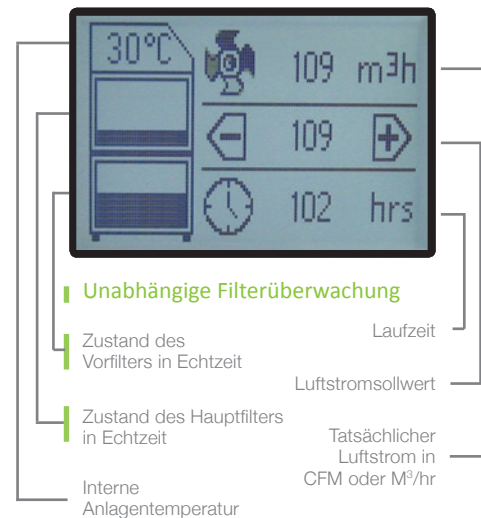 30°C
109 m³h
109
102 hrs
Unabhängige Filterüberwachung
Zustand des
Vorfilters in Echtzeit
Zustand des Hauptfilters
in Echtzeit
Interne
Anlagentemperatur
Laufzeit
Luftstromsollwert
Tatsächlicher
Luftstrom in
CFM oder M³/hr